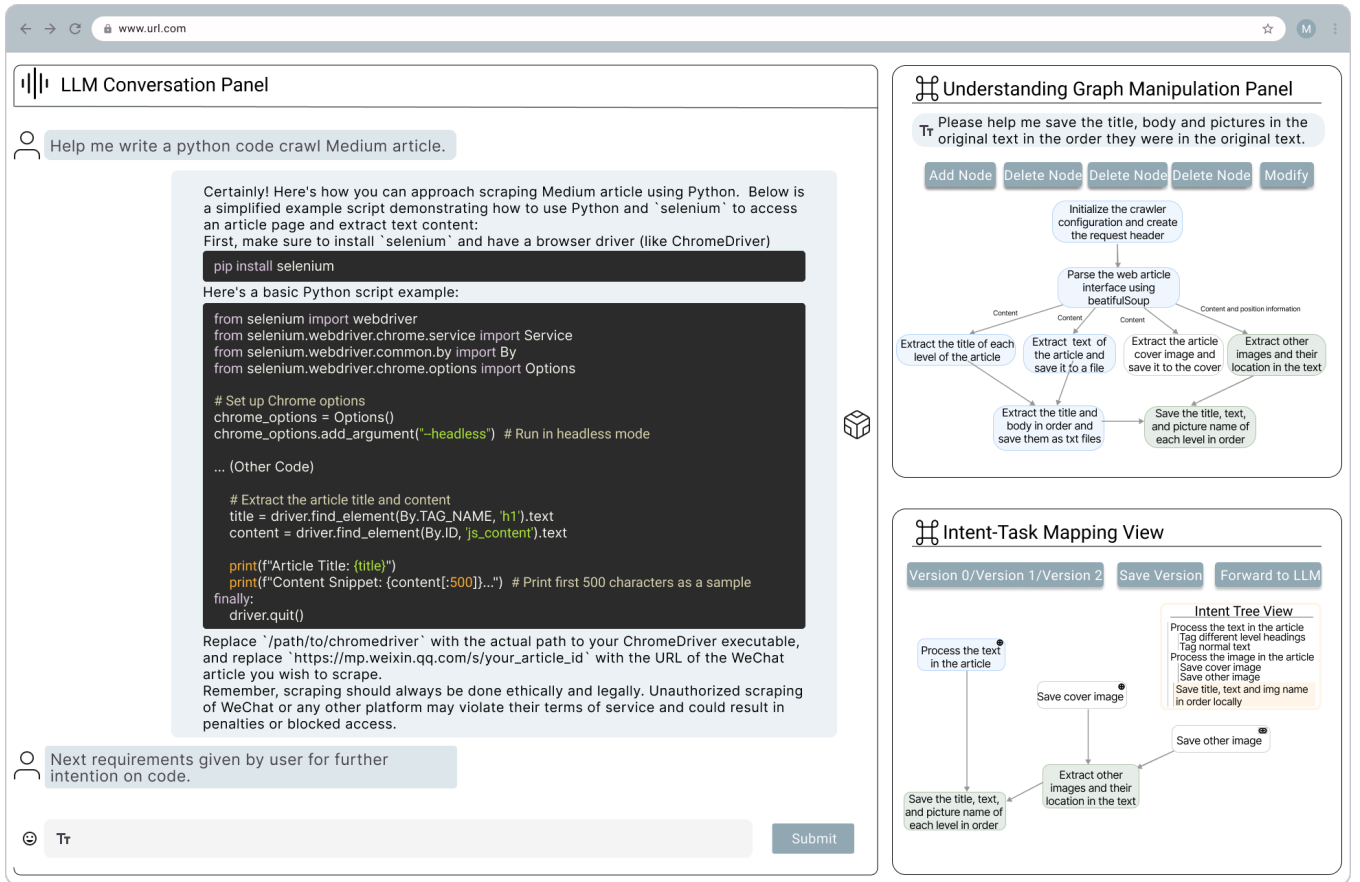 www.url.com
M
LLM Conversation Panel
Help me write a python code crawl Medium article.
Certainly! Here's how you can approach scraping Medium article using Python.  Below is
a simplified example script demonstrating how to use Python and `selenium` to access
an article page and extract text content:
First, make sure to install `selenium` and have a browser driver (like ChromeDriver)
pip install selenium
Here's a basic Python script example:
from selenium import webdriver
from selenium.webdriver.chrome.service import Service
from selenium.webdriver.common.by import By
from selenium.webdriver.chrome.options import Options
# Set up Chrome options
chrome_options = Options()
chrome_options.add_argument("--headless")  # Run in headless mode
... (Other Code)
# Extract the article title and content
title = driver.find_element(By.TAG_NAME, 'h1').text
content = driver.find_element(By.ID, 'js_content').text
print(f"Article Title: {title}")
print(f"Content Snippet: {content[:500]}...")  # Print first 500 characters as a sample
finally:
driver.quit()
Replace `/path/to/chromedriver` with the actual path to your ChromeDriver executable,
and replace `https://mp.weixin.qq.com/s/your_article_id` with the URL of the WeChat
article you wish to scrape.
Remember, scraping should always be done ethically and legally. Unauthorized scraping
of WeChat or any other platform may violate their terms of service and could result in
penalties or blocked access.
Next requirements given by user for further
intention on code.
Tт
Submit
Understanding Graph Manipulation Panel
Tт
Please help me save the title, body and pictures in the
original text in the order they were in the original text.
Add Node
Delete Node
Delete Node
Delete Node
Modify
Initialize the crawler
configuration and create
the request header
Parse the web article
interface using
beatifulSoup
Content
Content
Content
Content and position information
Extract the title of each
level of the article
Extract  text  of
the article and
save it to a file
Extract the article
cover image and
save it to the cover
Extract other
images and their
location in the text
Extract the title and
body in order and
save them as txt files
Save the title, text,
and picture name of
each level in order
Intent-Task Mapping View
Version 0/Version 1/Version 2
Save Version
Forward to LLM
Intent Tree View
Process the text in the article
Tag different level headings
Tag normal text
Process the image in the article
Save cover image
Save other image
Save title, text and img name
in order locally
Process the text
in the article
Save cover image
Save other image
Extract other
images and their
location in the text
Save the title, text,
and picture name of
each level in order